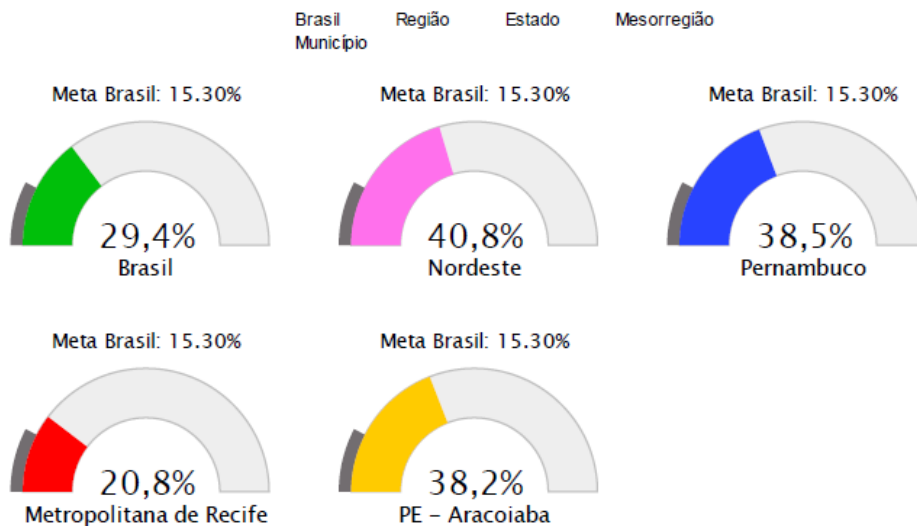 Brasil Região Estado Mesorregião
Município
Meta Brasil: 15.30% Meta Brasil: 15.30% Meta Brasil: 15.30%
29,4% 40,8% 38,5%
Brasil Nordeste Pernambuco
Meta Brasil: 15.30% Meta Brasil: 15.30%
20,8% 38,2%
Metropolitana de Recife PE – Aracoiaba